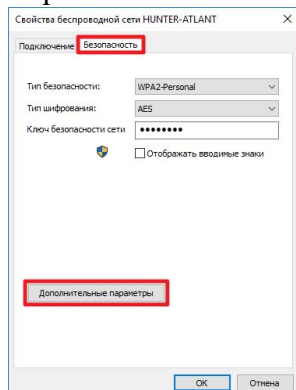 Свойства беспроводной сети HUNTER-ATLANT
Подключение Безопасность
Тип безопасности: WPA2-Personal
Тип шифрования: AES
Ключ безопасности сети ••••••••
Отображать вводимые знаки
Дополнительные параметры
ОК Отмена